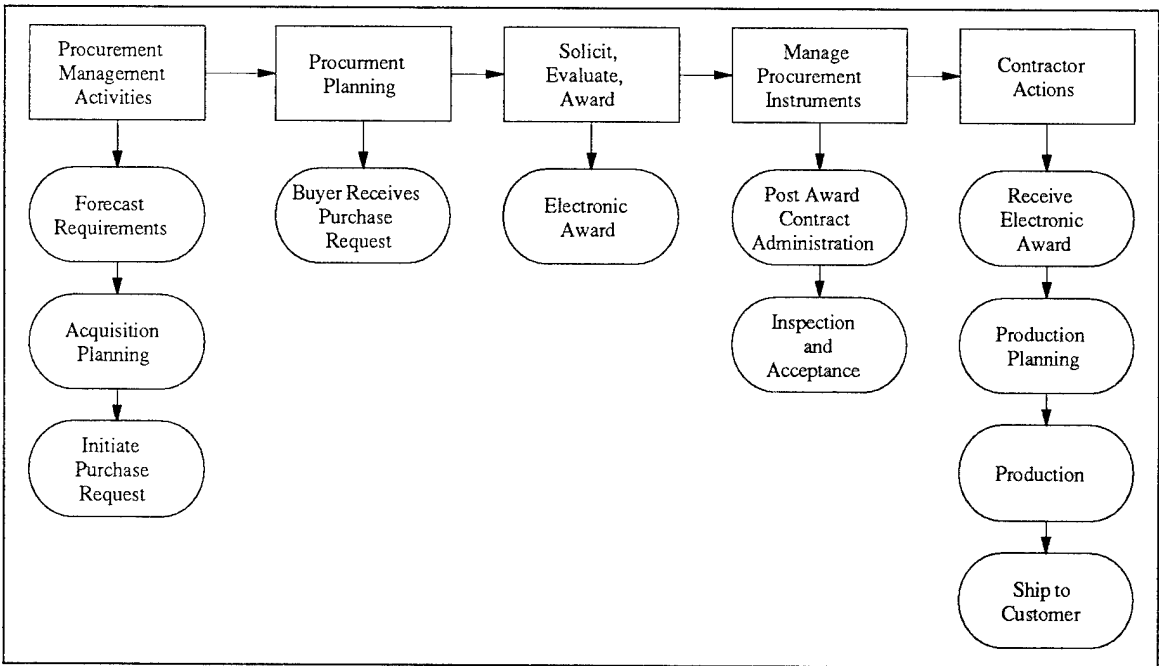 Procurement
Management
Activities
Procurment
Planning
Solicit,
Evaluate,
Award
Manage
Procurement
Instruments
Contractor
Actions
Forecast
Requirements
Buyer Receives
Purchase
Request
Electronic
Award
Post Award
Contract
Administration
Receive
Electronic
Award
Acquisition
Planning
Inspection
and
Acceptance
Production
Planning
Initiate
Purchase
Request
Production
Ship to
Customer